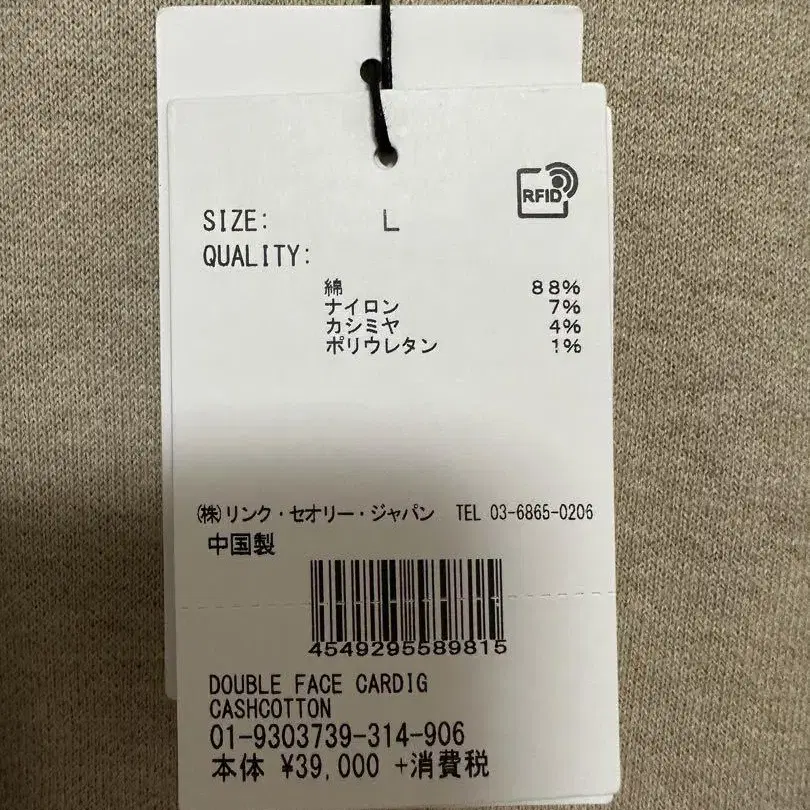 RFID
SIZE: L
QUALITY:
綿 88%
ナイロン 7%
カシミヤ 4%
ポリウレタン 1%
㈱リンク・セオリー・ジャパン TEL 03-6865-0206
中国製
4549295589815
DOUBLE FACE CARDIG
CASHCOTTON
01-9303739-314-906
本体 ¥39,000 +消費税